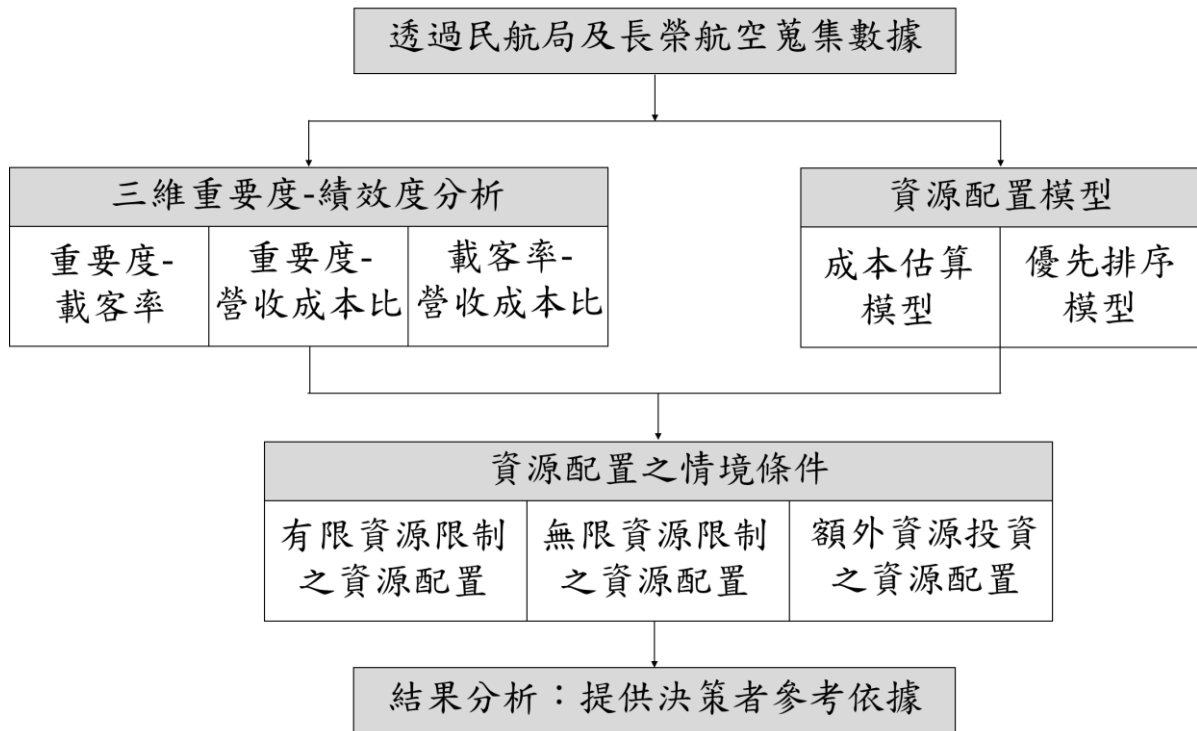 透過民航局及長榮航空蒐集數據
三維重要度-績效度分析
重要度-
載客率
重要度-
營收成本比
載客率-
營收成本比
資源配置模型
成本估算
模型
優先排序
模型
資源配置之情境條件
有限資源限制
之資源配置
無限資源限制
之資源配置
額外資源投資
之資源配置
結果分析：提供決策者參考依據